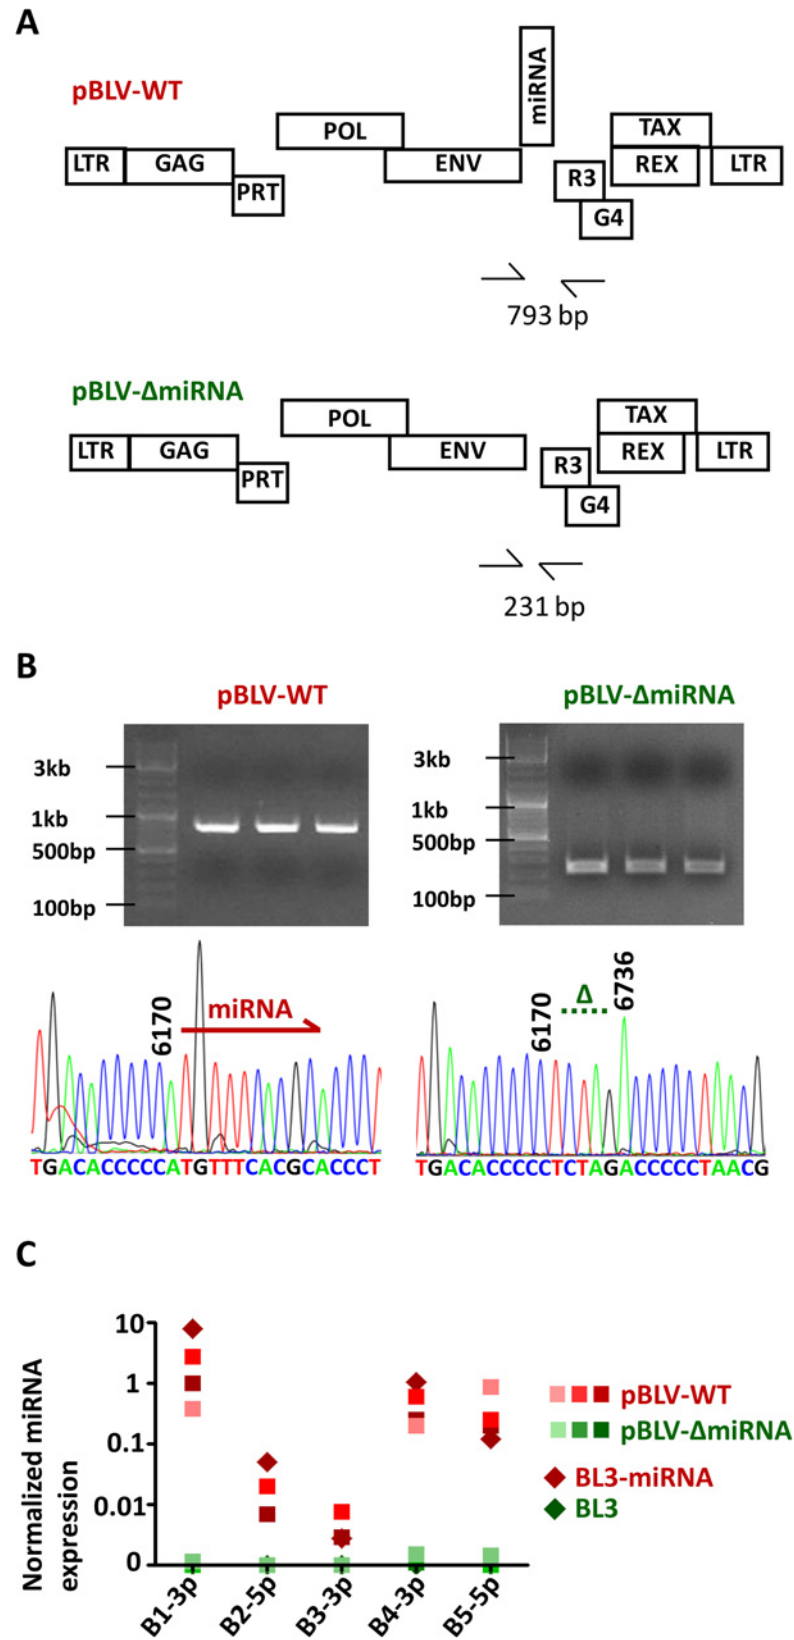 A
pBLV-WT
miRNA
POL
TAX
LTR
GAG
ENV
REX
LTR
PRT
R3
G4
793 bp
pBLV-ΔmiRNA
POL
TAX
LTR
GAG
ENV
REX
LTR
PRT
R3
G4
231 bp
B
pBLV-WT
pBLV-ΔmiRNA
3kb
1kb
500bp
100bp
3kb
1kb
500bp
100bp
6170
miRNA
6170
Δ
6736
TGACACCCCCATGTTTCACGCACCCT
TGACACCCCCTCTAGACCCCCTAACG
C
Normalized miRNA
expression
10
1
0.1
0.01
0
B1-3p
B2-5p
B3-3p
B4-3p
B5-5p
pBLV-WT
pBLV-ΔmiRNA
BL3-miRNA
BL3